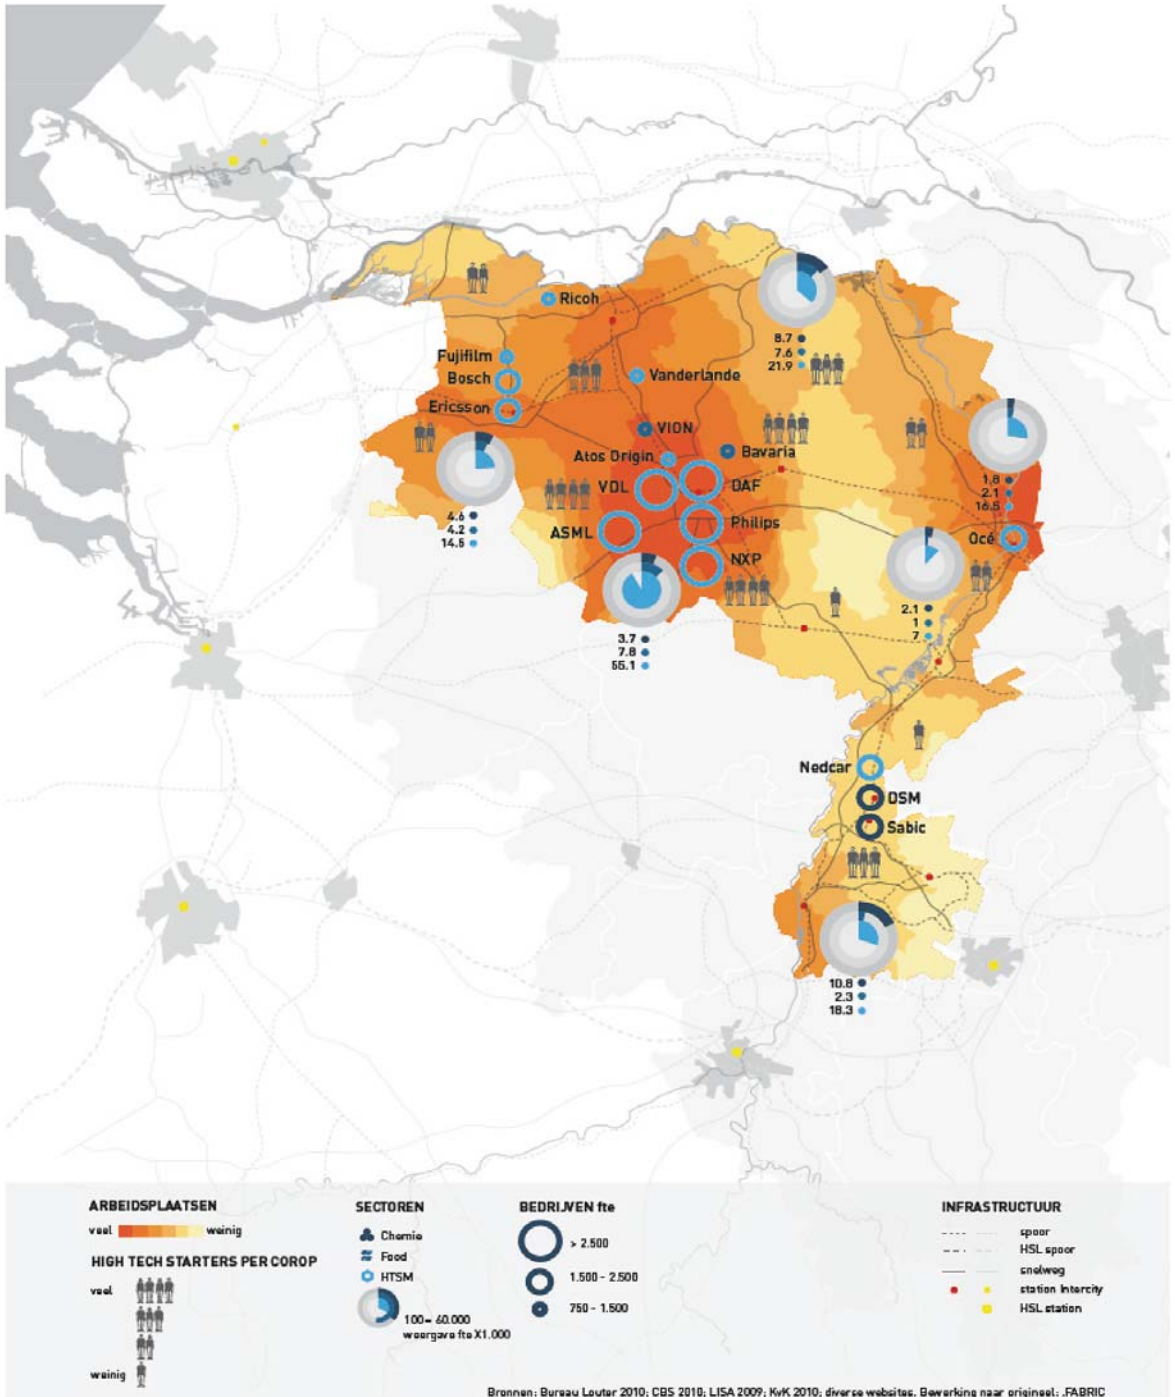 Ricoh
8.7
7.6
21.9
Fujifilm
Bosch
Ericsson
Vanderlande
VION
Atos Origin
Bavaria
VDL
DAF
ASML
Philips
NXP
4.6
4.2
14.5
1.8
2.1
16.5
Océ
2.1
1
7
3.7
7.8
55.1
Nedcar
DSM
Sabic
10.8
2.3
18.3
ARBEIDSPLAATSEN
veel weinig
HIGH TECH STARTERS PER COROP
veel
weinig
SECTOREN
Chemie
Food
HTSM
100= 60.000
weergave fte X1.000
BEDRIJVEN fte
> 2.500
1.500 - 2.500
750 - 1.500
INFRASTRUCTUUR
spoor
HSL spoor
snelweg
station Intercity
HSL station
Bronnen: Bureau Louter 2010; CBS 2010; LISA 2009; KvK 2010; diverse websites. Bewerking naar origineel: .FABRIC